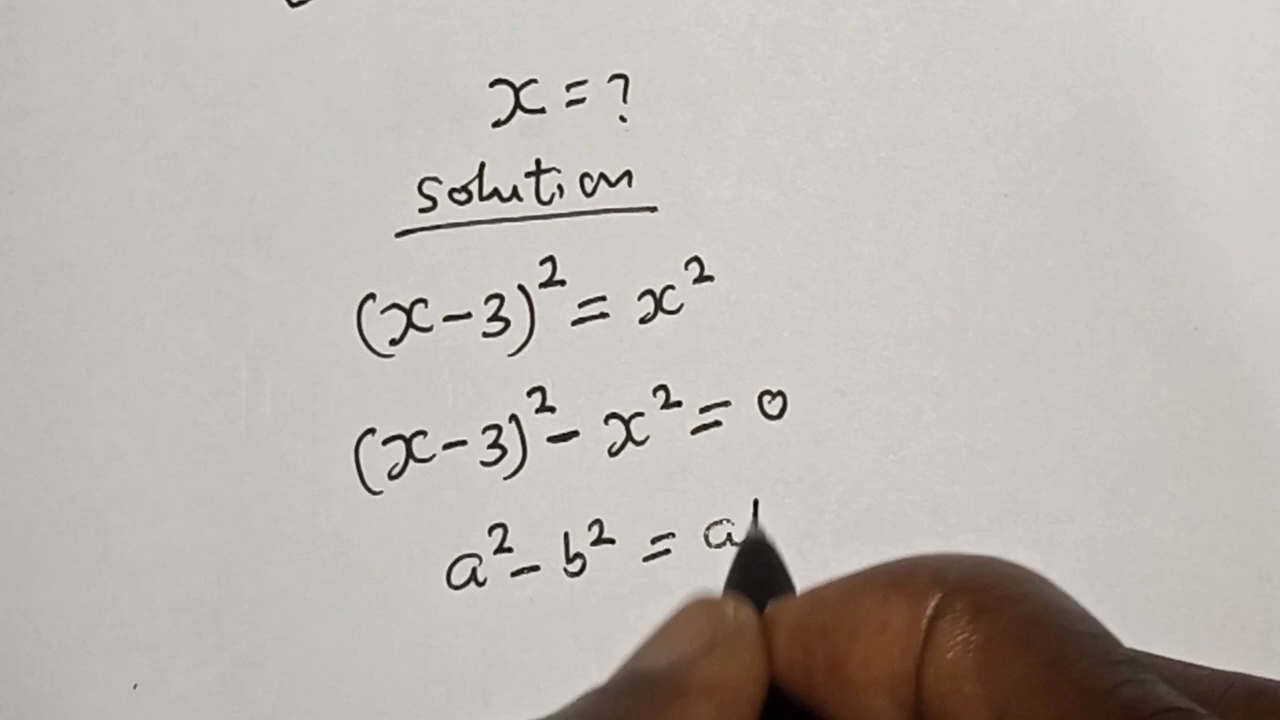 x = ?
solution
(x-3)² = x²
(x-3)² - x² = 0
a² - b² = a